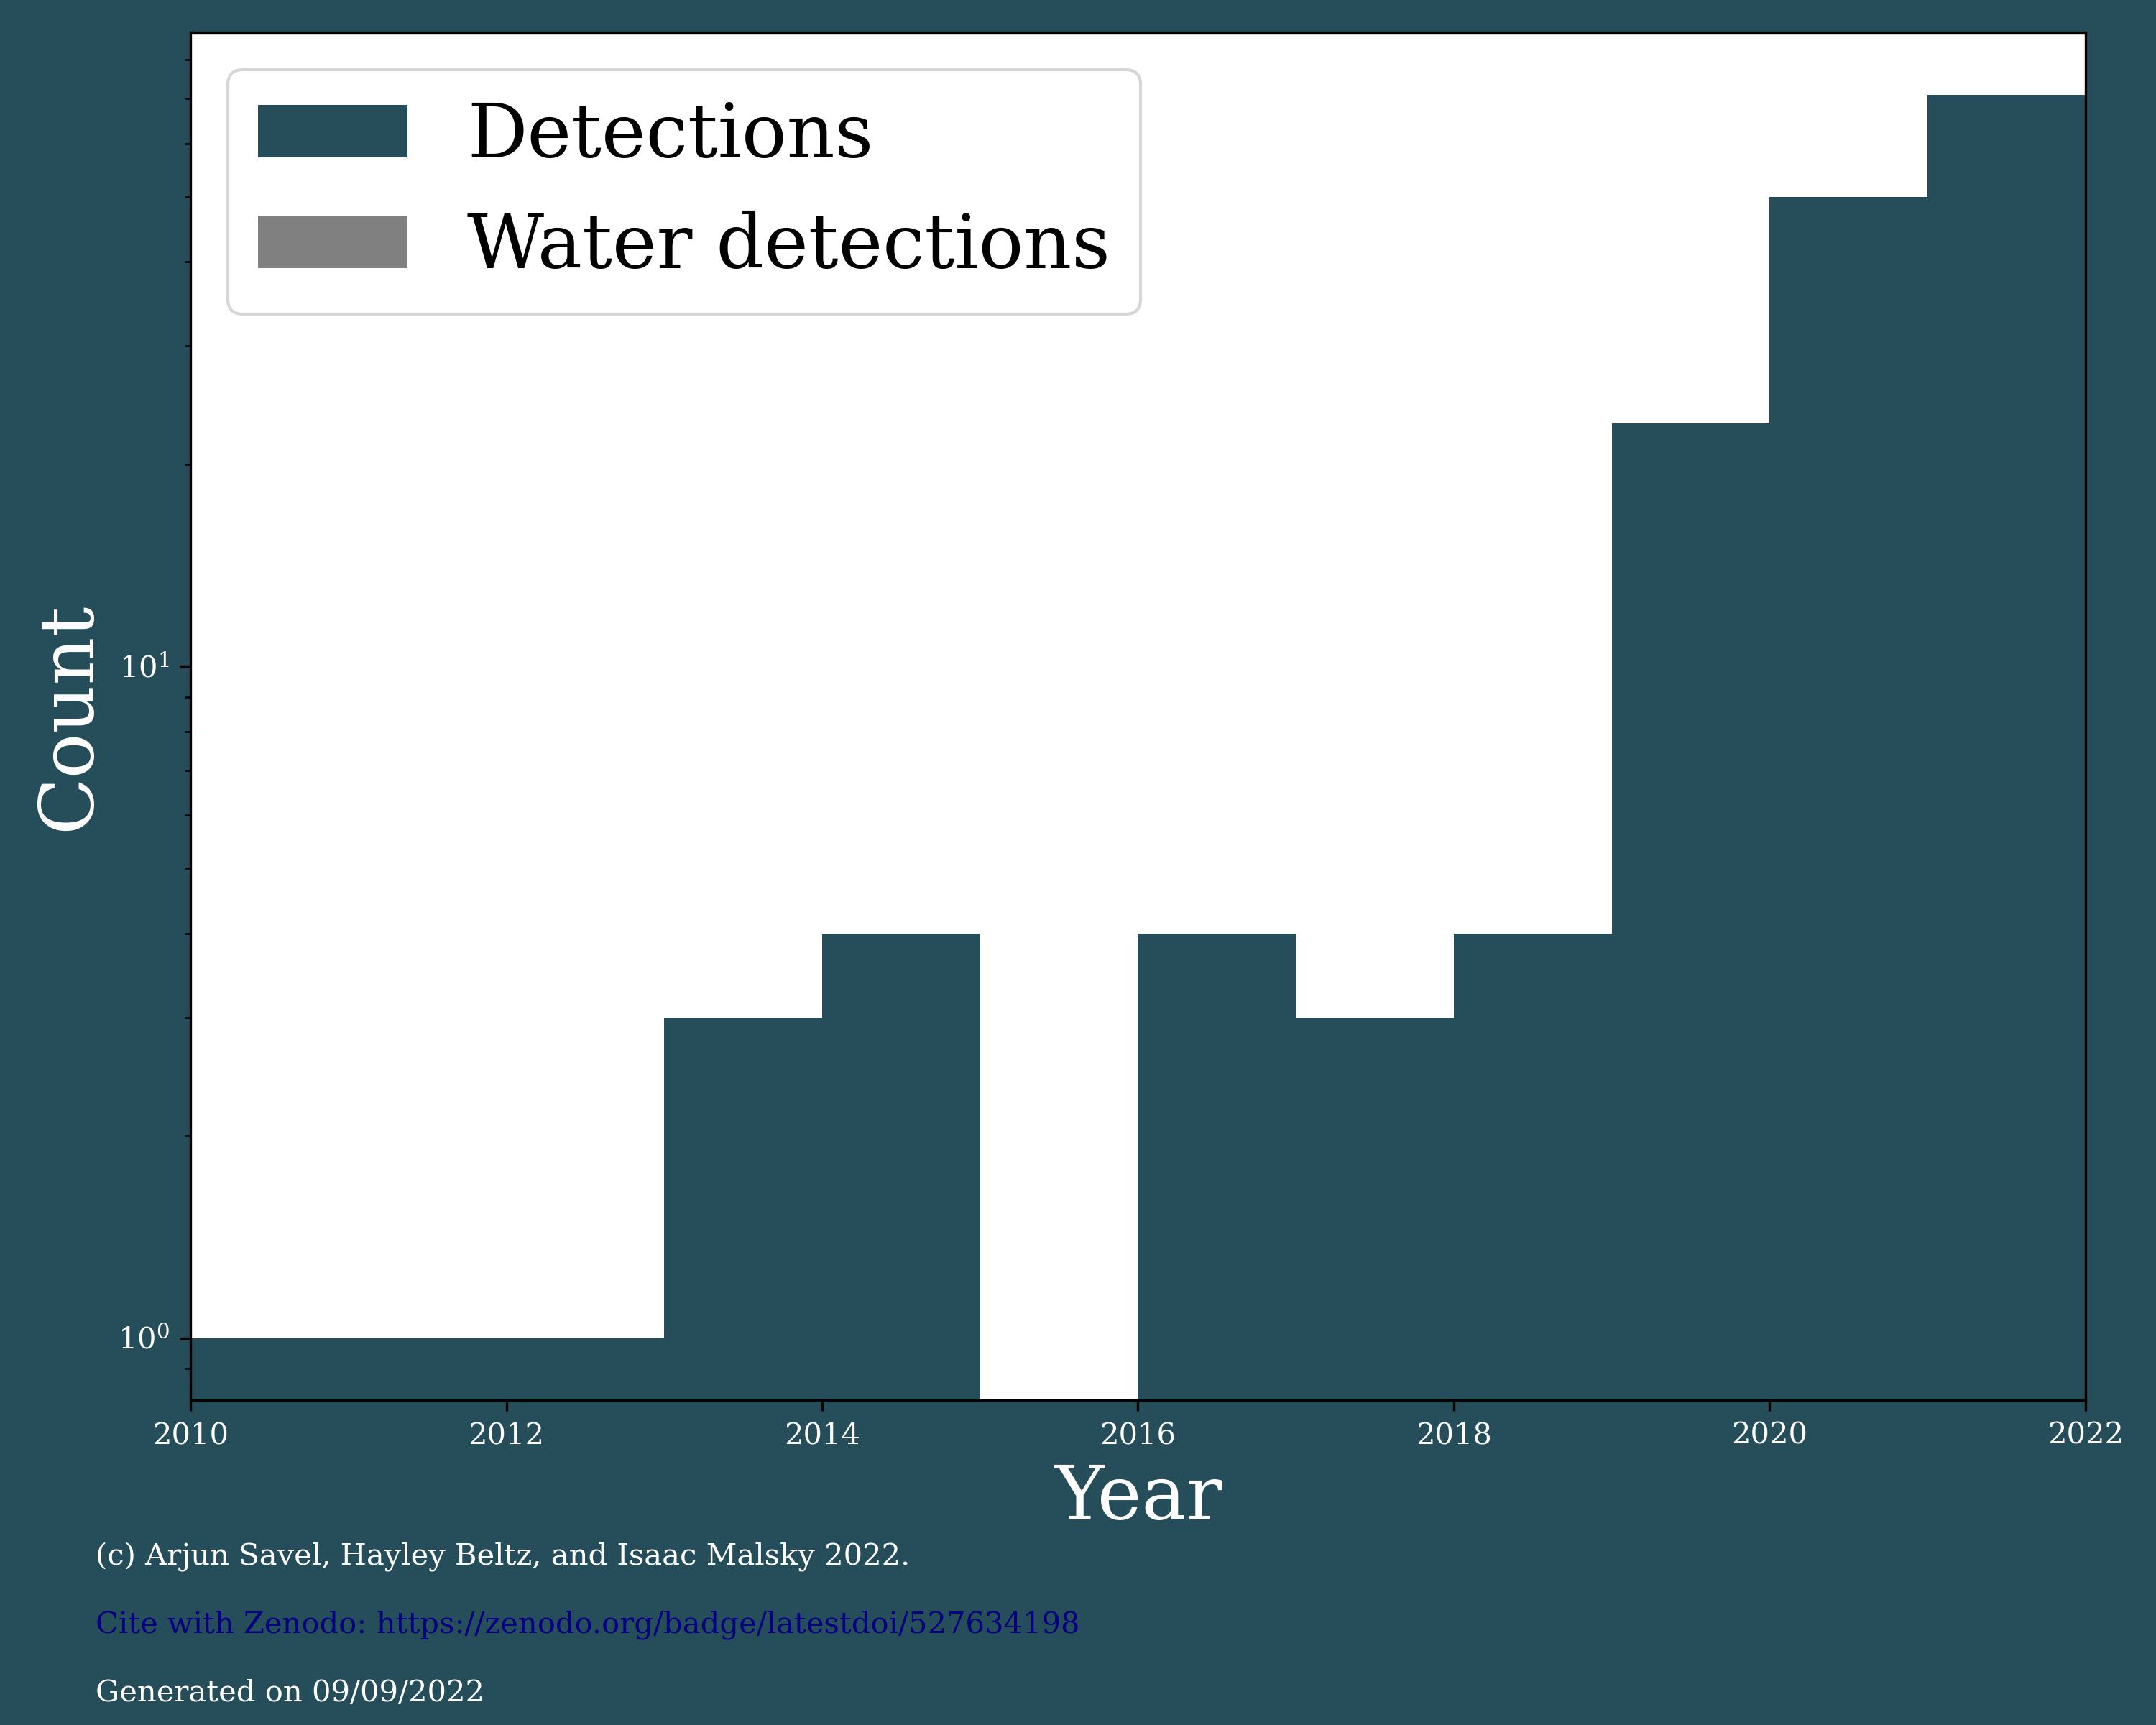 Detections
Water detections
Count
10¹
10⁰
2010 2012 2014 2016 2018 2020 2022
Year
(c) Arjun Savel, Hayley Beltz, and Isaac Malsky 2022.
Cite with Zenodo: https://zenodo.org/badge/latestdoi/527634198
Generated on 09/09/2022